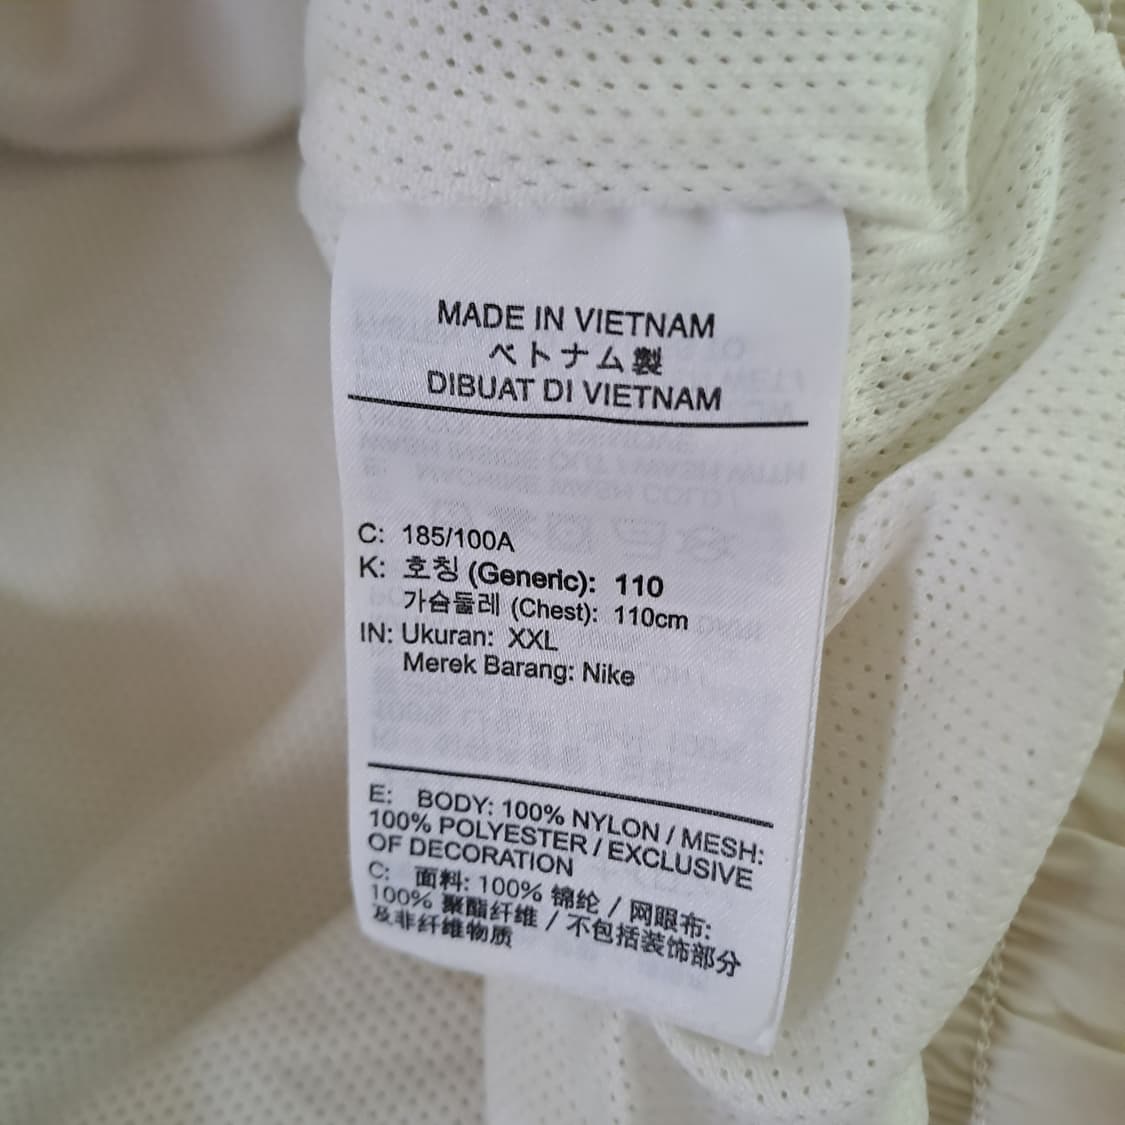 MADE IN VIETNAM
ベトナム製
DIBUAT DI VIETNAM
C: 185/100A
K: 호칭 (Generic): 110
가슴둘레 (Chest): 110cm
IN: Ukuran: XXL
Merek Barang: Nike
E: BODY: 100% NYLON / MESH:
100% POLYESTER / EXCLUSIVE
OF DECORATION
C: 面料: 100% 锦纶 / 网眼布:
100% 聚酯纤维 / 不包括装饰部分
及非纤维物质